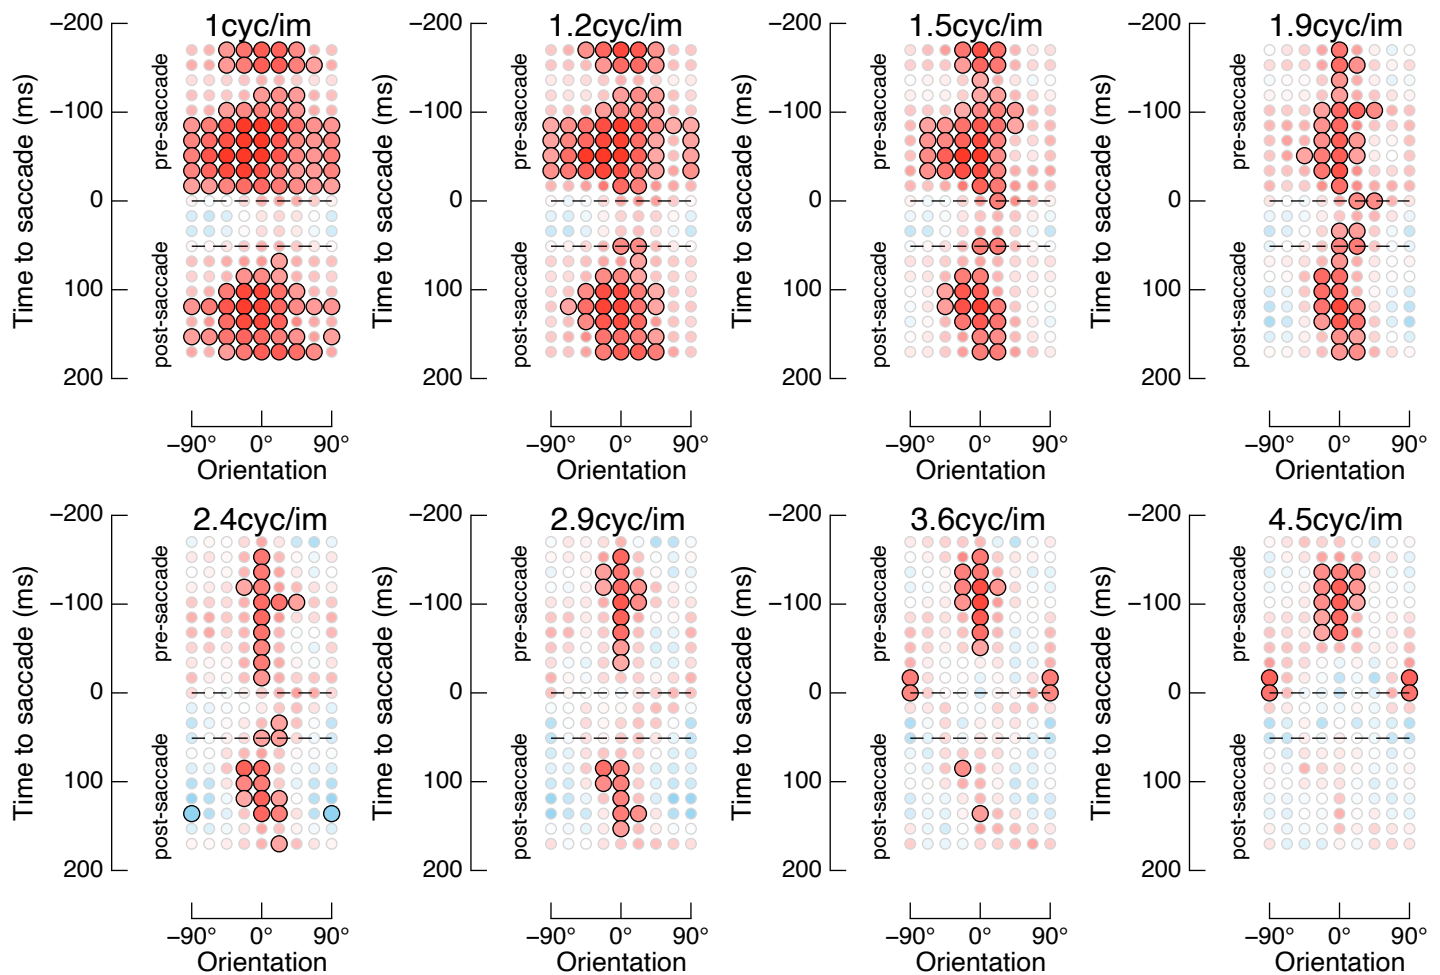 1cyc/im
1.2cyc/im
1.5cyc/im
1.9cyc/im
−200
−100
0
100
200
Time to saccade (ms)
pre-saccade
post-saccade
−90° 0° 90°
Orientation
−200
−100
0
100
200
Time to saccade (ms)
pre-saccade
post-saccade
−90° 0° 90°
Orientation
−200
−100
0
100
200
Time to saccade (ms)
pre-saccade
post-saccade
−90° 0° 90°
Orientation
−200
−100
0
100
200
Time to saccade (ms)
pre-saccade
post-saccade
−90° 0° 90°
Orientation
2.4cyc/im
2.9cyc/im
3.6cyc/im
4.5cyc/im
−200
−100
0
100
200
Time to saccade (ms)
pre-saccade
post-saccade
−90° 0° 90°
Orientation
−200
−100
0
100
200
Time to saccade (ms)
pre-saccade
post-saccade
−90° 0° 90°
Orientation
−200
−100
0
100
200
Time to saccade (ms)
pre-saccade
post-saccade
−90° 0° 90°
Orientation
−200
−100
0
100
200
Time to saccade (ms)
pre-saccade
post-saccade
−90° 0° 90°
Orientation